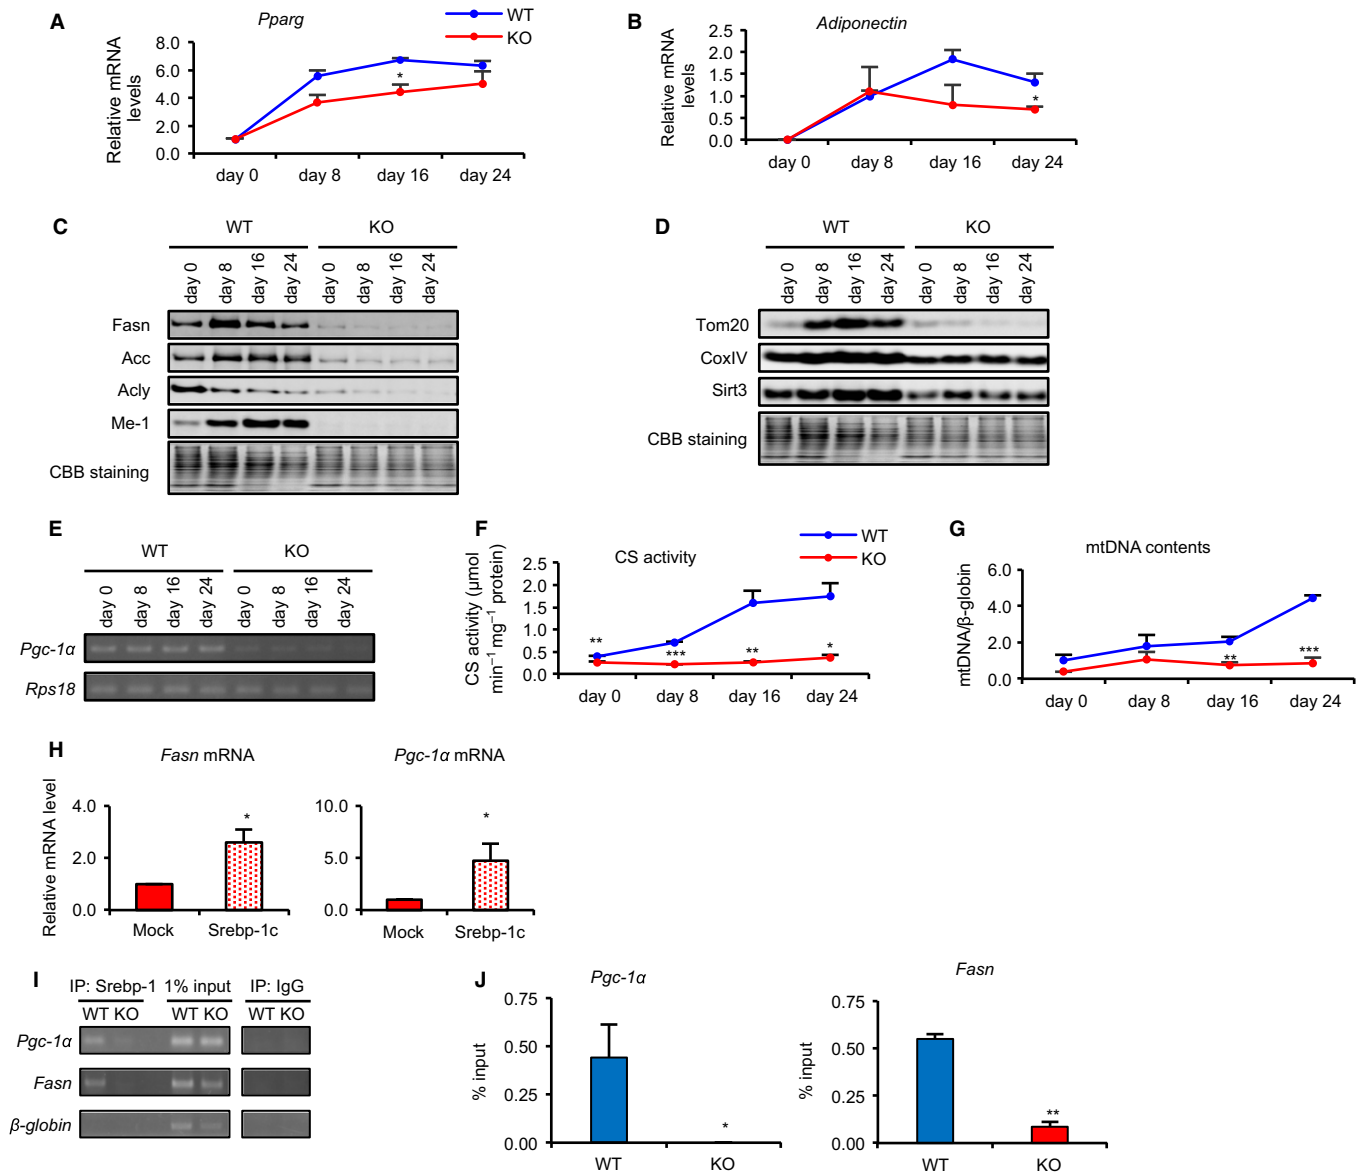 A
Pparg
WT
KO
Relative mRNA
levels
8.0
6.0
4.0
2.0
0.0
*
day 0
day 8
day 16
day 24
B
Adiponectin
Relative mRNA
levels
2.5
2.0
1.5
1.0
0.5
0.0
*
day 0
day 8
day 16
day 24
C
WT
KO
day 0
day 8
day 16
day 24
day 0
day 8
day 16
day 24
Fasn
Acc
Acly
Me-1
CBB staining
D
WT
KO
day 0
day 8
day 16
day 24
day 0
day 8
day 16
day 24
Tom20
CoxIV
Sirt3
CBB staining
E
WT
KO
day 0
day 8
day 16
day 24
day 0
day 8
day 16
day 24
Pgc-1α
Rps18
F
CS activity
WT
KO
CS activity (µmol
min⁻¹ mg⁻¹ protein)
2.5
2.0
1.5
1.0
0.5
0.0
**
***
**
*
day 0
day 8
day 16
day 24
G
mtDNA contents
mtDNA/β-globin
6.0
4.0
2.0
0.0
**
***
day 0
day 8
day 16
day 24
H
Fasn mRNA
Relative mRNA level
4.0
2.0
0.0
*
Mock
Srebp-1c
Pgc-1α mRNA
10.0
5.0
0.0
*
Mock
Srebp-1c
I
IP: Srebp-1
1% input
IP: IgG
WT KO
WT KO
WT KO
Pgc-1α
Fasn
β-globin
J
Pgc-1α
% input
0.75
0.50
0.25
0.00
*
WT
KO
Fasn
% input
0.75
0.50
0.25
0.00
**
WT
KO